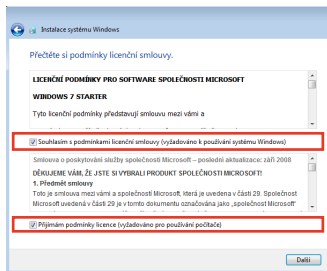 Instalace systému Windows
Přečtěte si podmínky licenční smlouvy.
LICENČNÍ PODMÍNKY PRO SOFTWARE SPOLEČNOSTI MICROSOFT
WINDOWS 7 STARTER
Tyto licenční podmínky představují smlouvu mezi vámi a
Souhlasím s podmínkami licenční smlouvy (vyžadováno k používání systému Windows)
Smlouva o poskytování služby společnosti Microsoft – poslední aktualizace: září 2008
DĚKUJEME VÁM, ŽE JSTE SI VYBRALI PRODUKT SPOLEČNOSTI MICROSOFT!
1. Předmět smlouvy
Toto je smlouva mezi vámi a společností Microsoft, která je uvedena v části 29. Společnost
Microsoft uvedená v části 29 je v tomto dokumentu označována jako „společnost Microsoft“
Přijímám podmínky licence (vyžadováno pro používání počítače)
Další